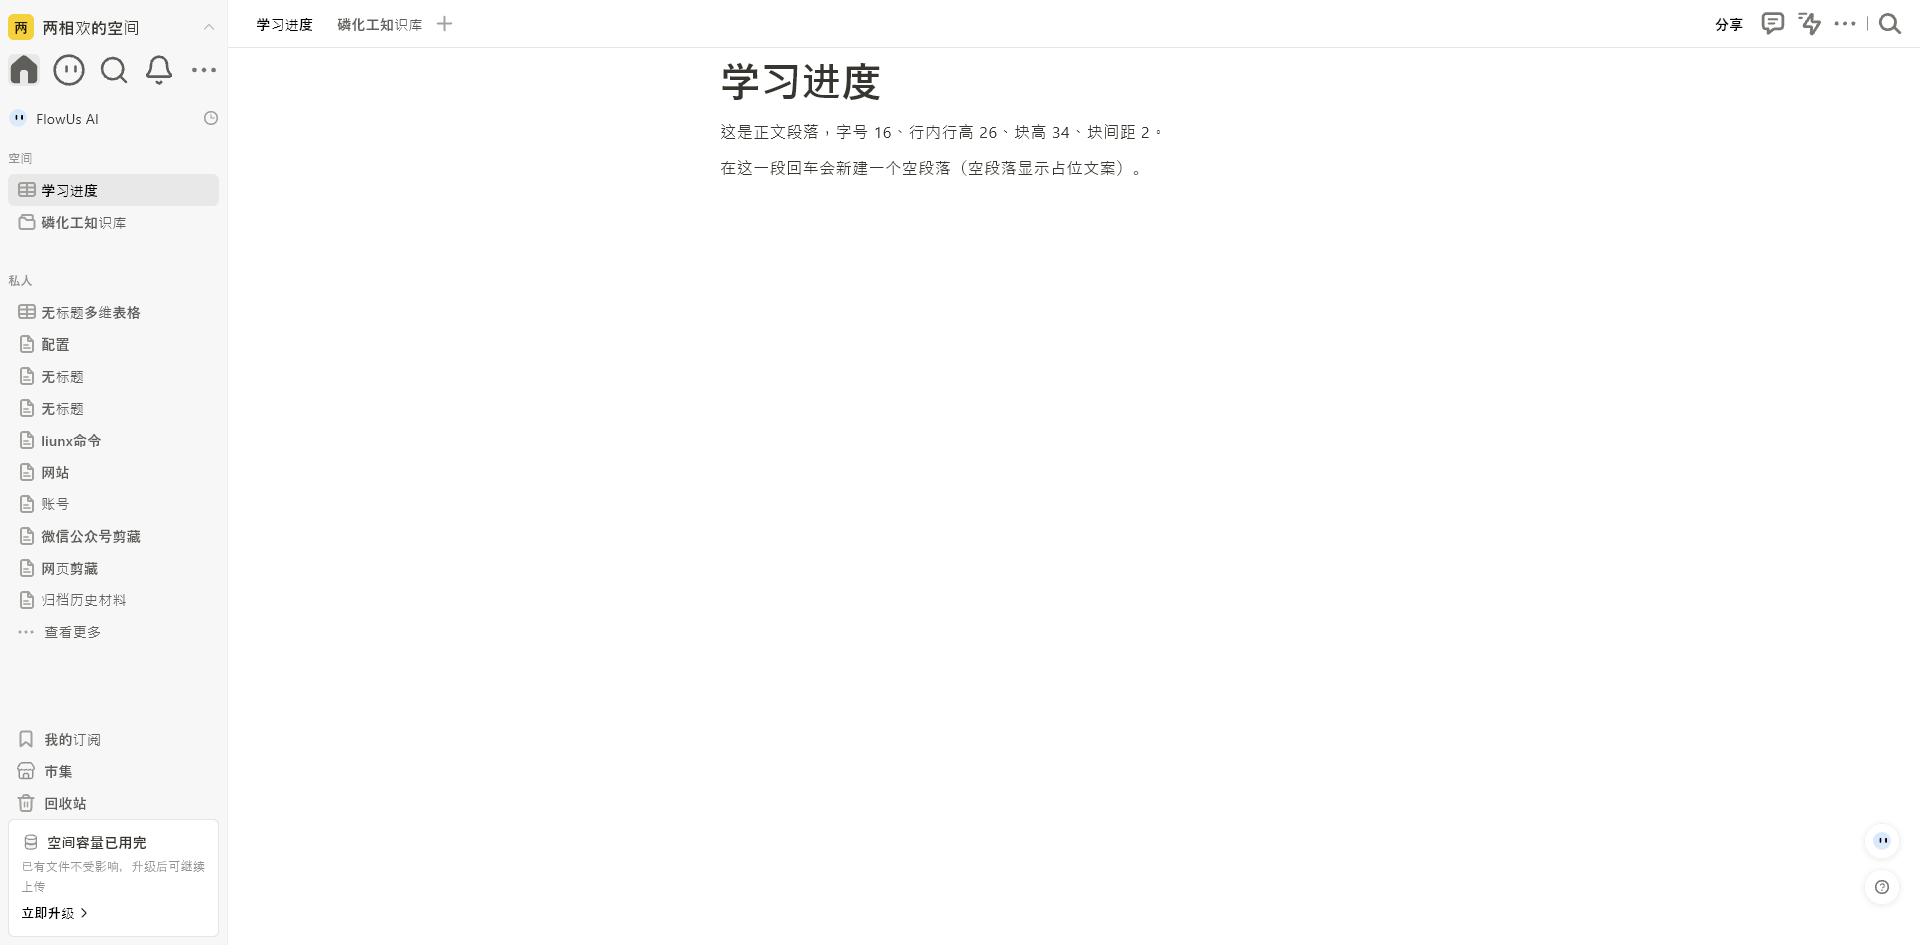 两 两相欢的空间
FlowUs AI
空间
学习进度
磷化工知识库
私人
无标题多维表格
配置
无标题
无标题
liunx命令
网站
账号
微信公众号剪藏
网页剪藏
归档历史材料
查看更多
我的订阅
市集
回收站
空间容量已用完
已有文件不受影响，升级后可继续
上传
立即升级
学习进度 磷化工知识库
分享
学习进度
这是正文段落，字号 16、行内行高 26、块高 34、块间距 2。
在这一段回车会新建一个空段落（空段落显示占位文案）。